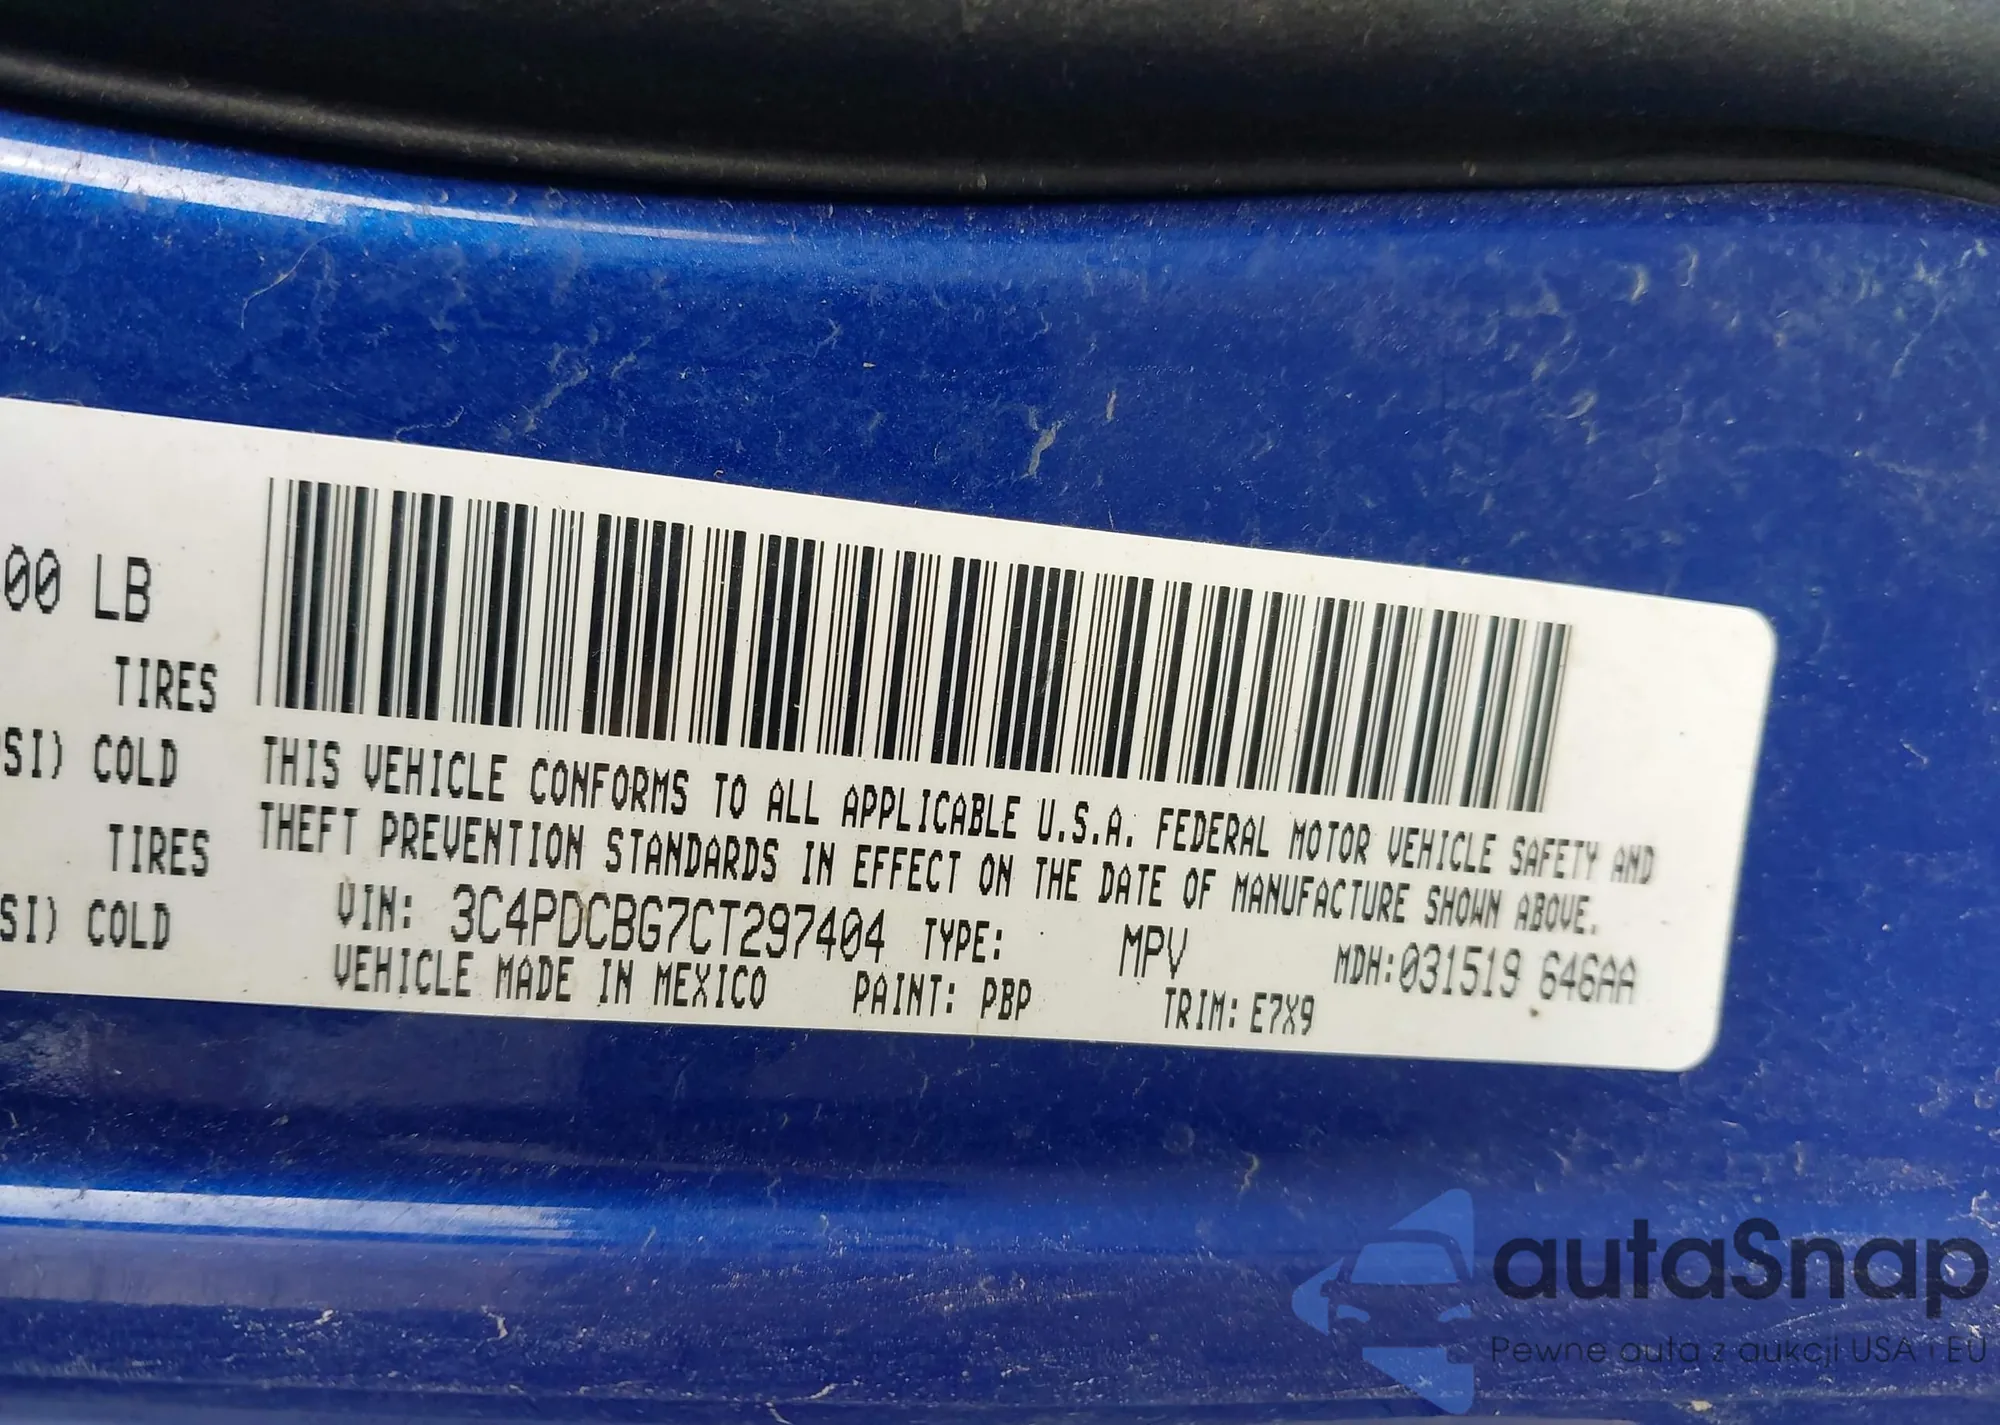 00 LB
TIRES
SI) COLD
TIRES
SI) COLD
THIS VEHICLE CONFORMS TO ALL APPLICABLE U.S.A. FEDERAL MOTOR VEHICLE SAFETY AND
THEFT PREVENTION STANDARDS IN EFFECT ON THE DATE OF MANUFACTURE SHOWN ABOVE.
VIN: 3C4PDCBG7CT297404 TYPE: MPV MDH:031519 646AA
VEHICLE MADE IN MEXICO PAINT: PBP TRIM: E7X9
autaSnap
Pewne auta z aukcji USA i EU